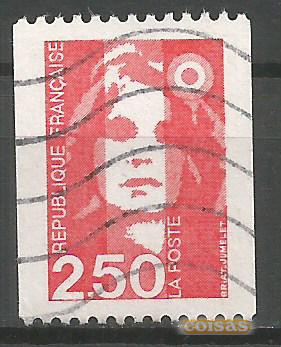 REPUBLIQUE FRANÇAISE
2.50
LA POSTE
BRIAT.JUMELET
coisas